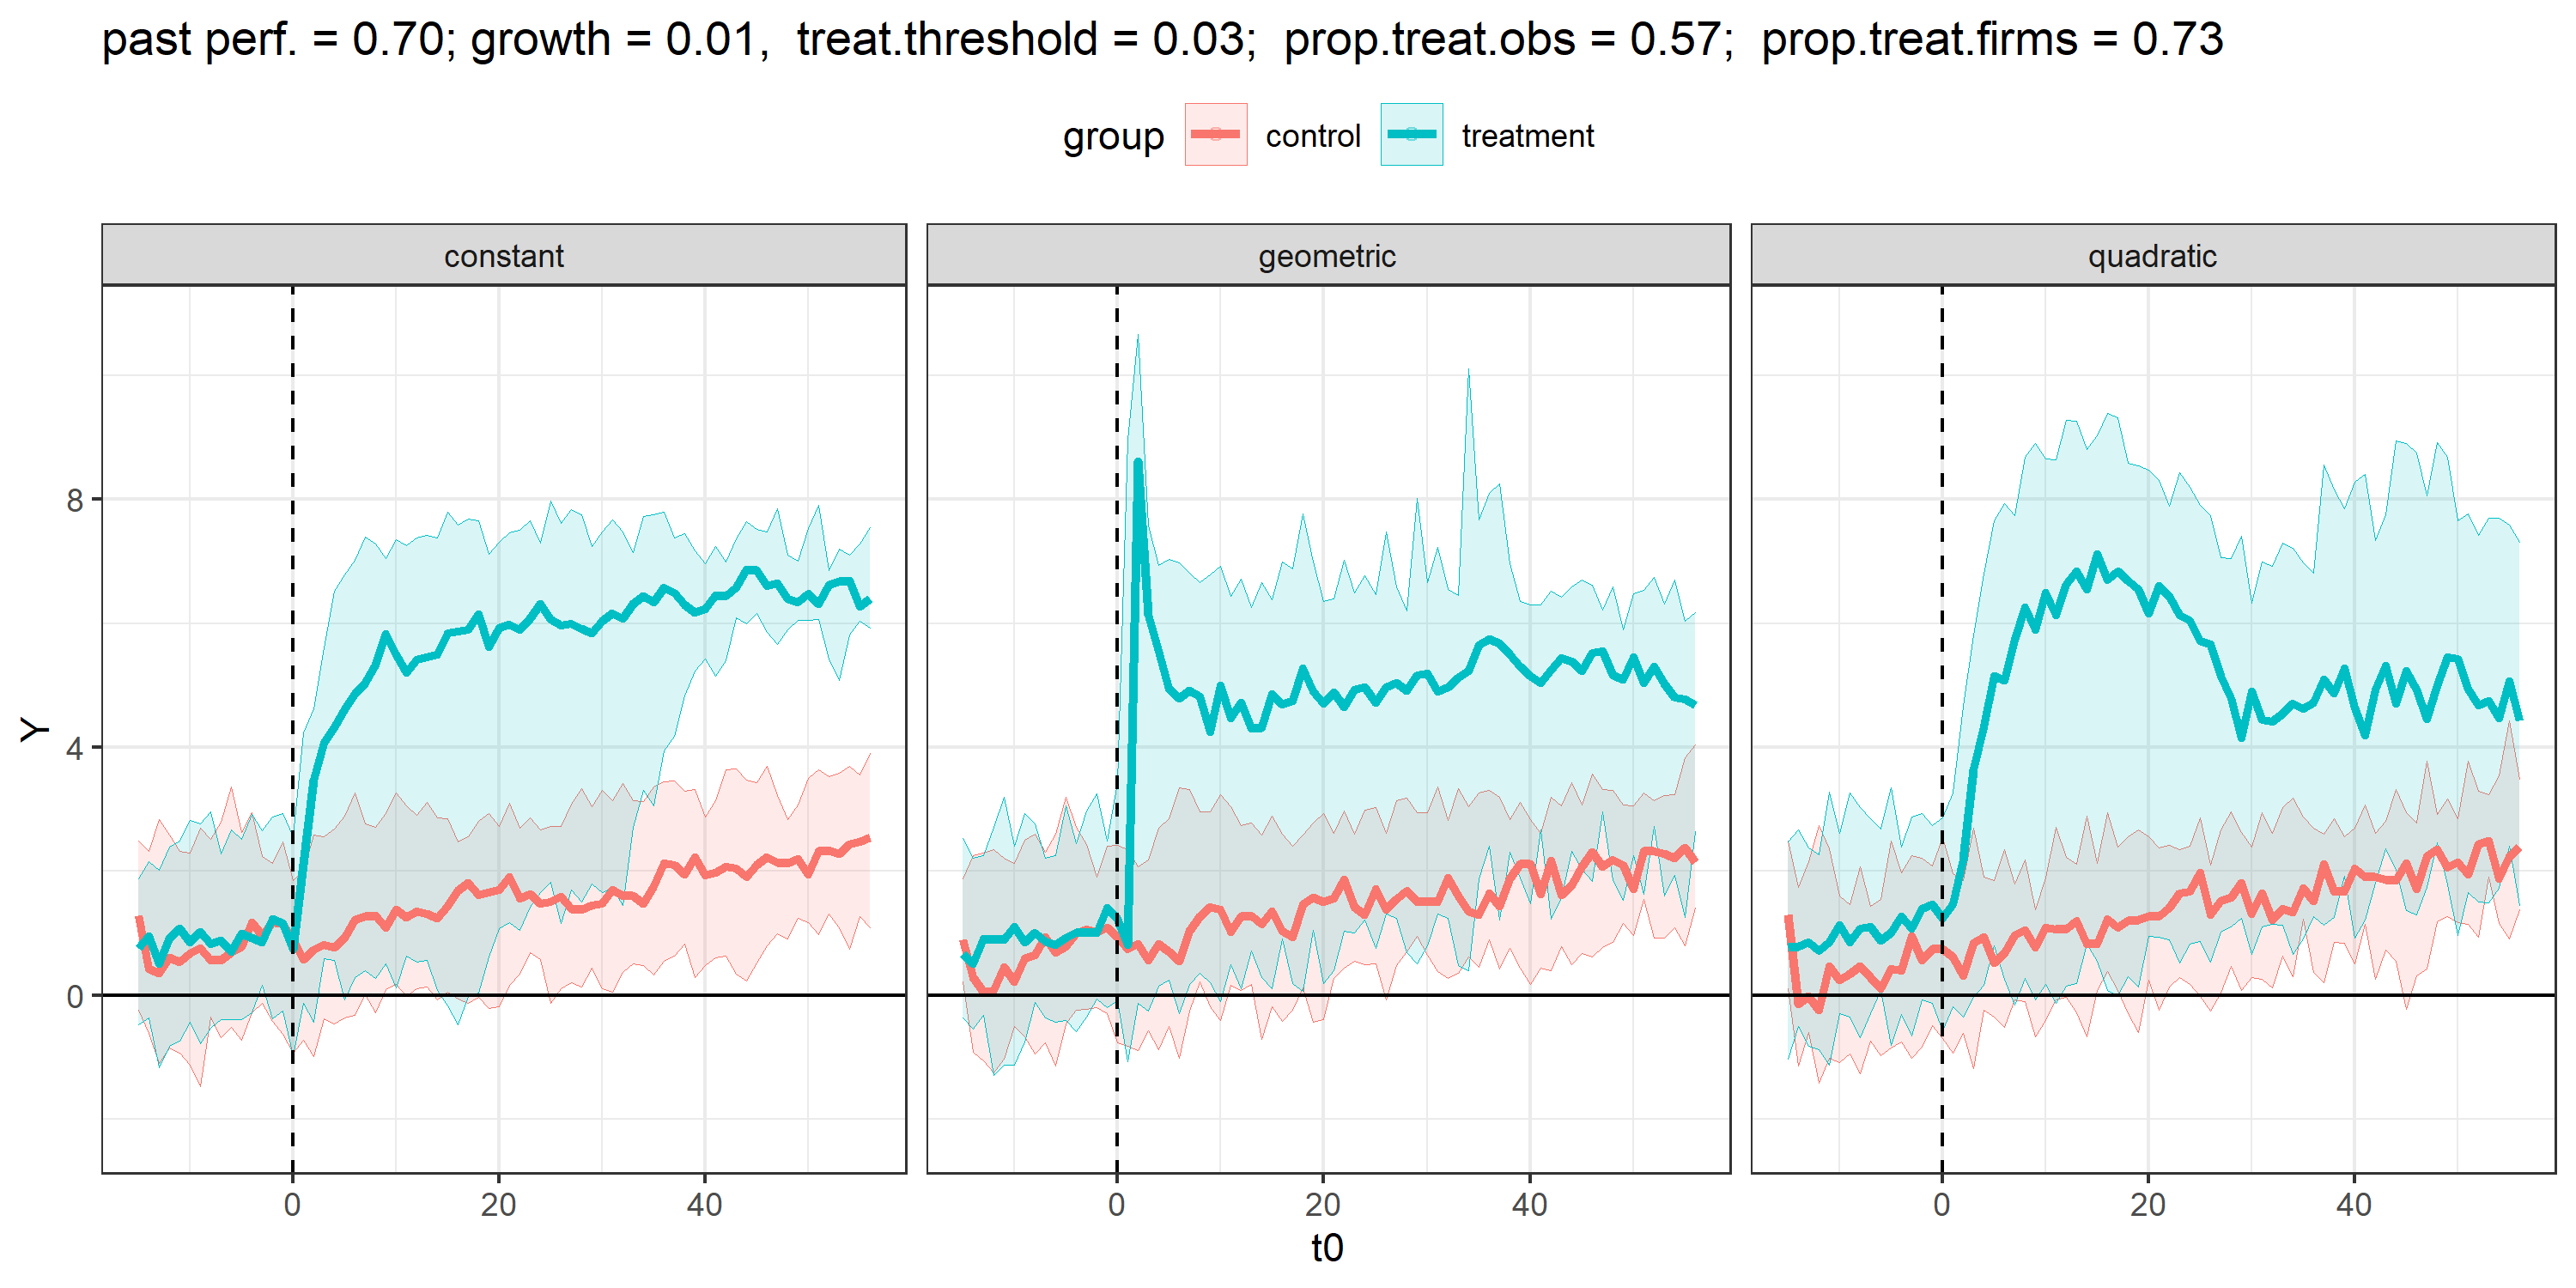 past perf. = 0.70; growth = 0.01,  treat.threshold = 0.03;  prop.treat.obs = 0.57;  prop.treat.firms = 0.73
group control treatment
constant geometric quadratic
Y
8
4
0
0 20 40 0 20 40 0 20 40
t0